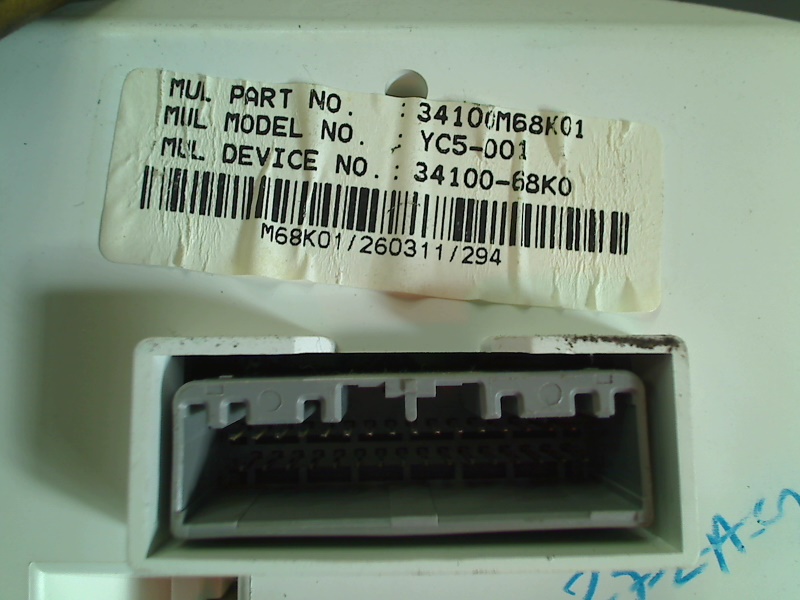 MUL PART NO. : 34100M68K01
MUL MODEL NO. : YC5-001
MUL DEVICE NO. : 34100-68K0
M68K01/260311/294